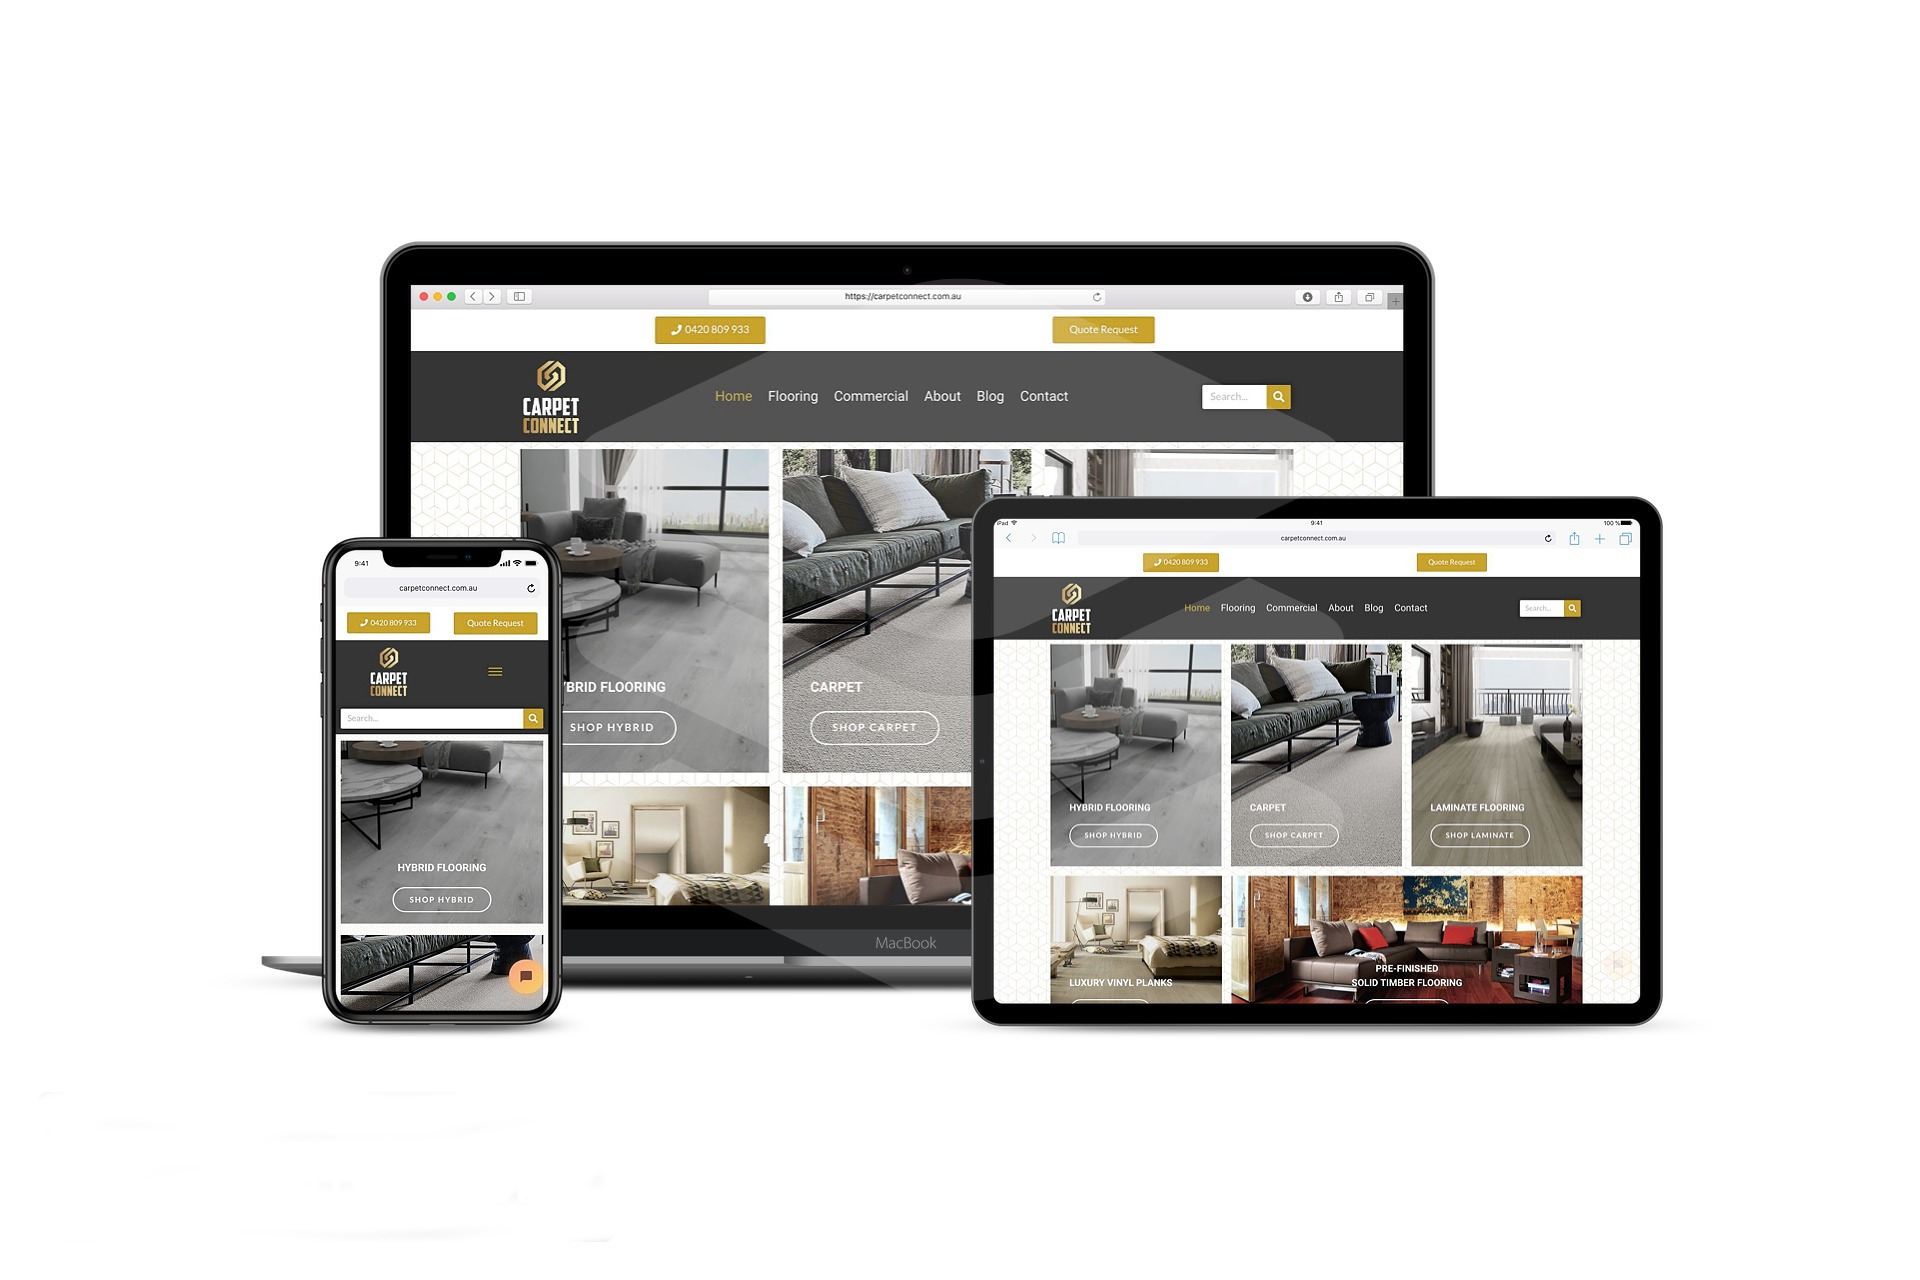 https://carpetconnect.com.au
0420 809 933
Quote Request
CARPET
CONNECT
Home Flooring Commercial About Blog Contact
Search...
YBRID FLOORING
SHOP HYBRID
CARPET
SHOP CARPET
MacBook
9:41
carpetconnect.com.au
0420 809 933
Quote Request
CARPET
CONNECT
Search...
HYBRID FLOORING
SHOP HYBRID
iPad
9:41
100 %
carpetconnect.com.au
0420 809 933
Quote Request
CARPET
CONNECT
Home Flooring Commercial About Blog Contact
Search...
HYBRID FLOORING
SHOP HYBRID
CARPET
SHOP CARPET
LAMINATE FLOORING
SHOP LAMINATE
LUXURY VINYL PLANKS
PRE-FINISHED
SOLID TIMBER FLOORING